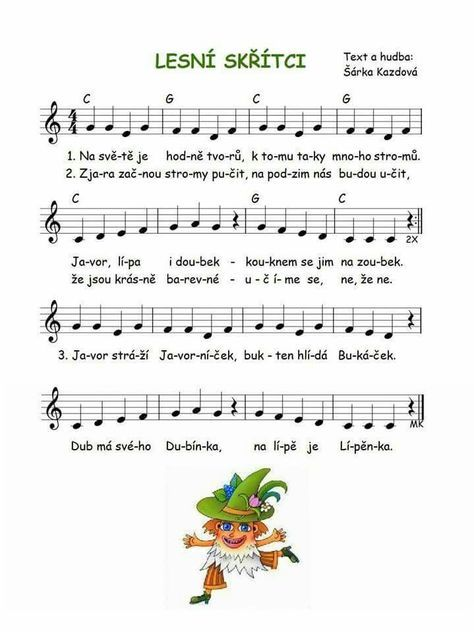 LESNÍ SKŘÍTCI
Text a hudba:
Šárka Kazdová
C G C G
4
4
1. Na svě-tě je hod-ně tvo-rů, k to-mu ta-ky mno-ho stro-mů.
2. Zja-ra zač-nou stro-my pu-čit, na pod-zim nás bu-dou u-čit,
C G C
2X
Ja-vor, lí-pa i dou-bek - kou-knem se jim na zou-bek.
že jsou krás-ně ba-rev-né - u - č í-me se, ne, že ne.
3. Ja-vor strá-ží Ja-vor-ní-ček, buk - ten hlí-dá Bu-ká-ček.
MK
Dub má své-ho Du-bín-ka, na lí-pě je Lí-pěn-ka.